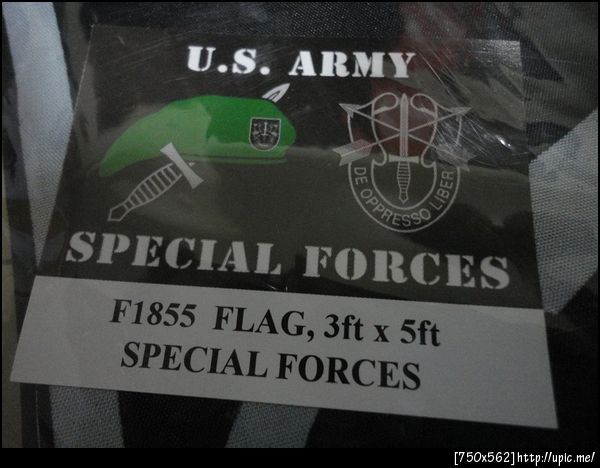 U.S. ARMY
DE OPPRESSO LIBER
SPECIAL FORCES
F1855 FLAG, 3ft x 5ft
SPECIAL FORCES
[750x562]http://upic.me/